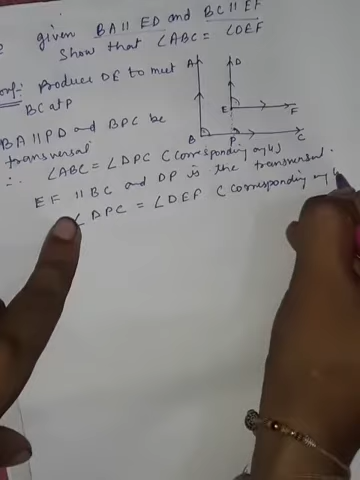 given BA || ED and BC || EF
Show that ∠ABC = ∠DEF
Produce DE to meet
BC at P
A
D
E
F
B
P
C
BA || PD and BPC be
transversal
∴ ∠ABC = ∠DPC (corresponding
EF || BC and DP is the transversal.
∠DPC = ∠DEF (corresponding